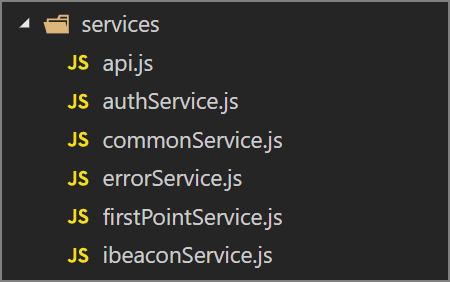 services
JS api.js
JS authService.js
JS commonService.js
JS errorService.js
JS firstPointService.js
JS ibeaconService.js